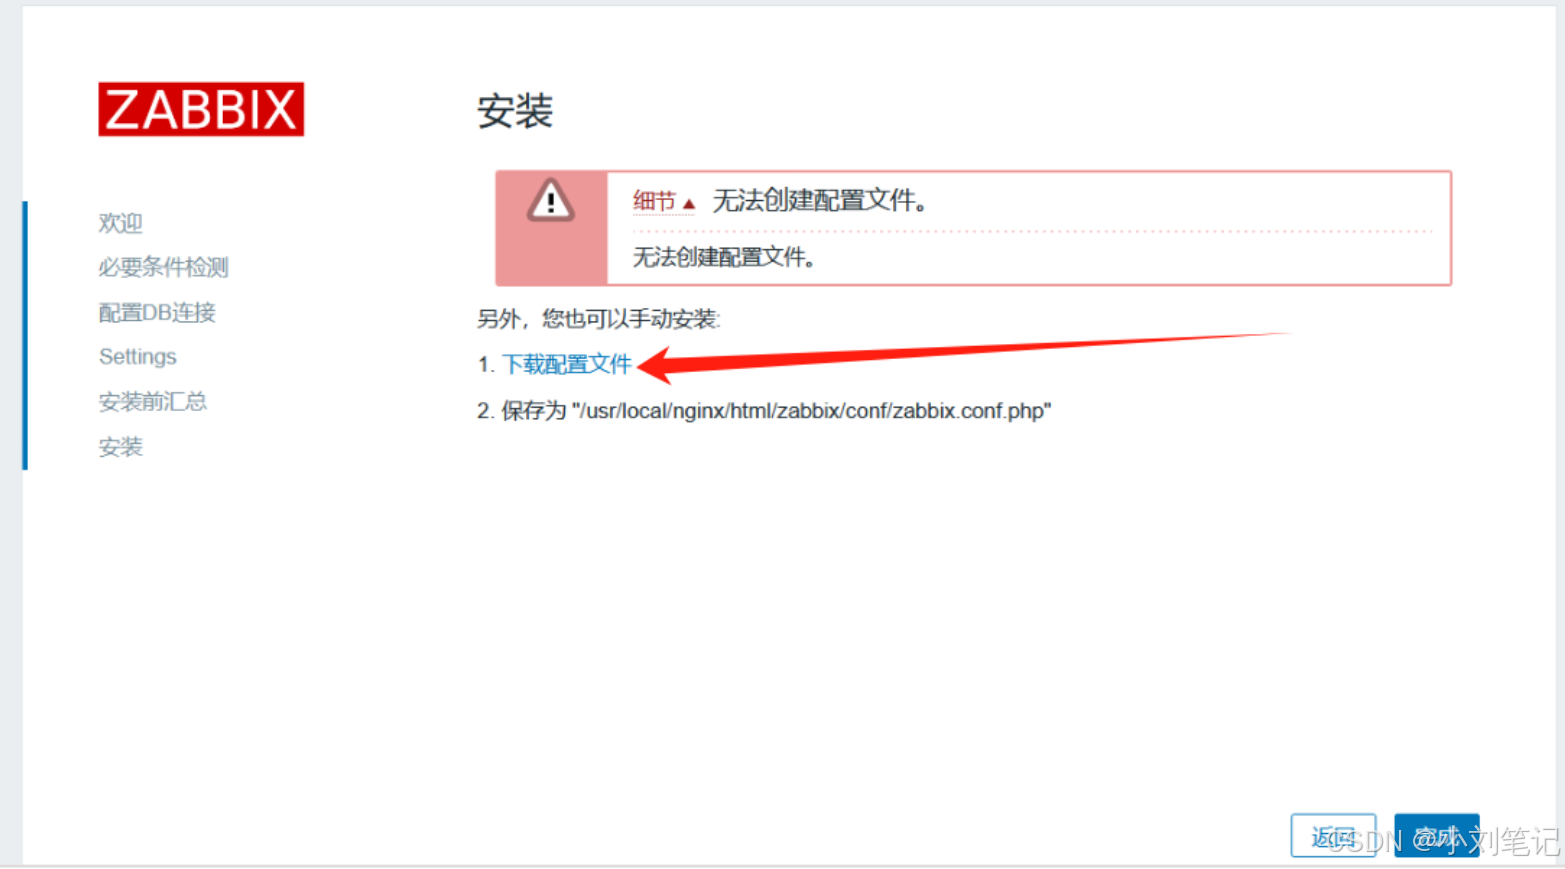 ZABBIX
安装
细节 ▲ 无法创建配置文件。
无法创建配置文件。
欢迎
必要条件检测
配置DB连接
Settings
安装前汇总
安装
另外，您也可以手动安装:
1. 下载配置文件
2. 保存为 "/usr/local/nginx/html/zabbix/conf/zabbix.conf.php"
返回
完成
CSDN @小刘笔记